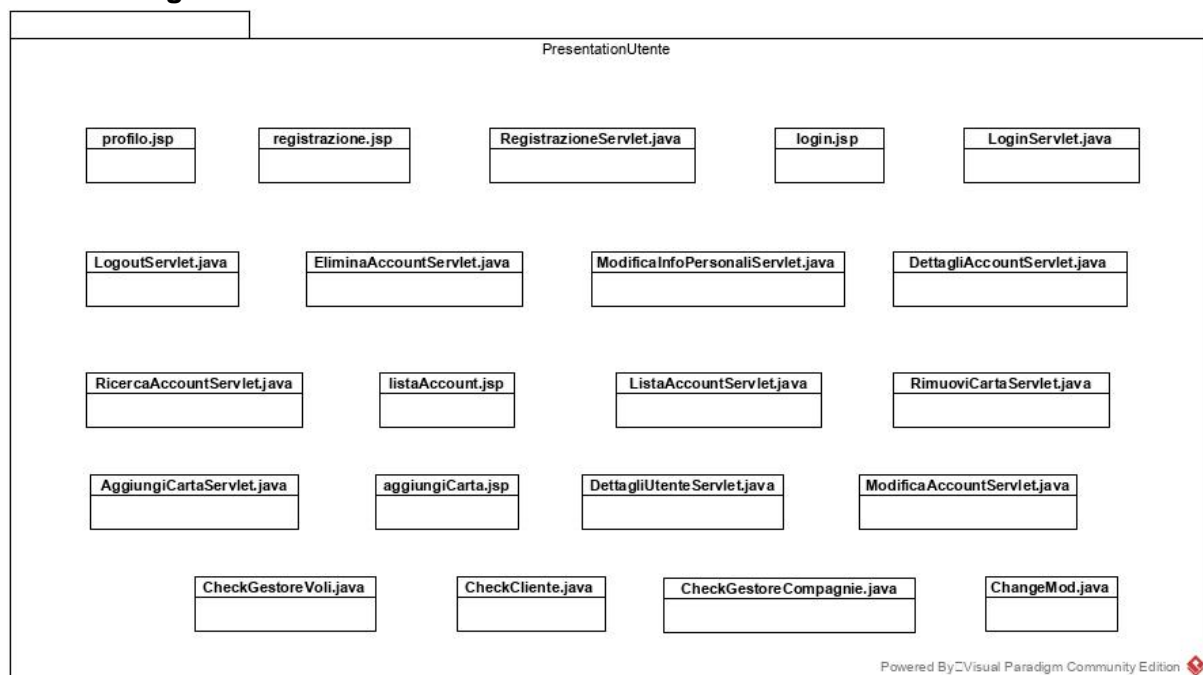 PresentationUtente
profilo.jsp
registrazione.jsp
RegistrazioneServlet.java
login.jsp
LoginServlet.java
LogoutServlet.java
EliminaAccountServlet.java
ModificaInfoPersonaliServlet.java
DettagliAccountServlet.java
RicercaAccountServlet.java
listaAccount.jsp
ListaAccountServlet.java
RimuoviCartaServlet.java
AggiungiCartaServlet.java
aggiungiCarta.jsp
DettagliUtenteServlet.java
ModificaAccountServlet.java
CheckGestoreVoli.java
CheckCliente.java
CheckGestoreCompagnie.java
ChangeMod.java
Powered By Visual Paradigm Community Edition